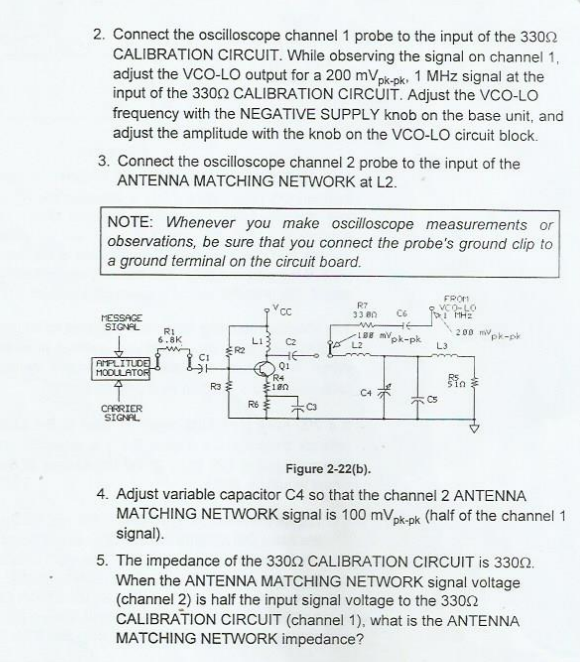 2. Connect the oscilloscope channel 1 probe to the input of the 330Ω
CALIBRATION CIRCUIT. While observing the signal on channel 1,
adjust the VCO-LO output for a 200 mVpk-pk, 1 MHz signal at the
input of the 330Ω CALIBRATION CIRCUIT. Adjust the VCO-LO
frequency with the NEGATIVE SUPPLY knob on the base unit, and
adjust the amplitude with the knob on the VCO-LO circuit block.
3. Connect the oscilloscope channel 2 probe to the input of the
ANTENNA MATCHING NETWORK at L2.
NOTE: Whenever you make oscilloscope measurements or
observations, be sure that you connect the probe's ground clip to
a ground terminal on the circuit board.
MESSAGE
SIGNAL
AMPLITUDE
MODULATOR
CARRIER
SIGNAL
R1
6.8K
C1
R2
R3
VCC
L1
C2
Q1
R4
R6
C3
R7
C6
mVpk-pk
L2
C4
C5
FROM
VCO-LO
1 MHz
200 mVpk-pk
L3
Figure 2-22(b).
4. Adjust variable capacitor C4 so that the channel 2 ANTENNA
MATCHING NETWORK signal is 100 mVpk-pk (half of the channel 1
signal).
5. The impedance of the 330Ω CALIBRATION CIRCUIT is 330Ω.
When the ANTENNA MATCHING NETWORK signal voltage
(channel 2) is half the input signal voltage to the 330Ω
CALIBRATION CIRCUIT (channel 1), what is the ANTENNA
MATCHING NETWORK impedance?